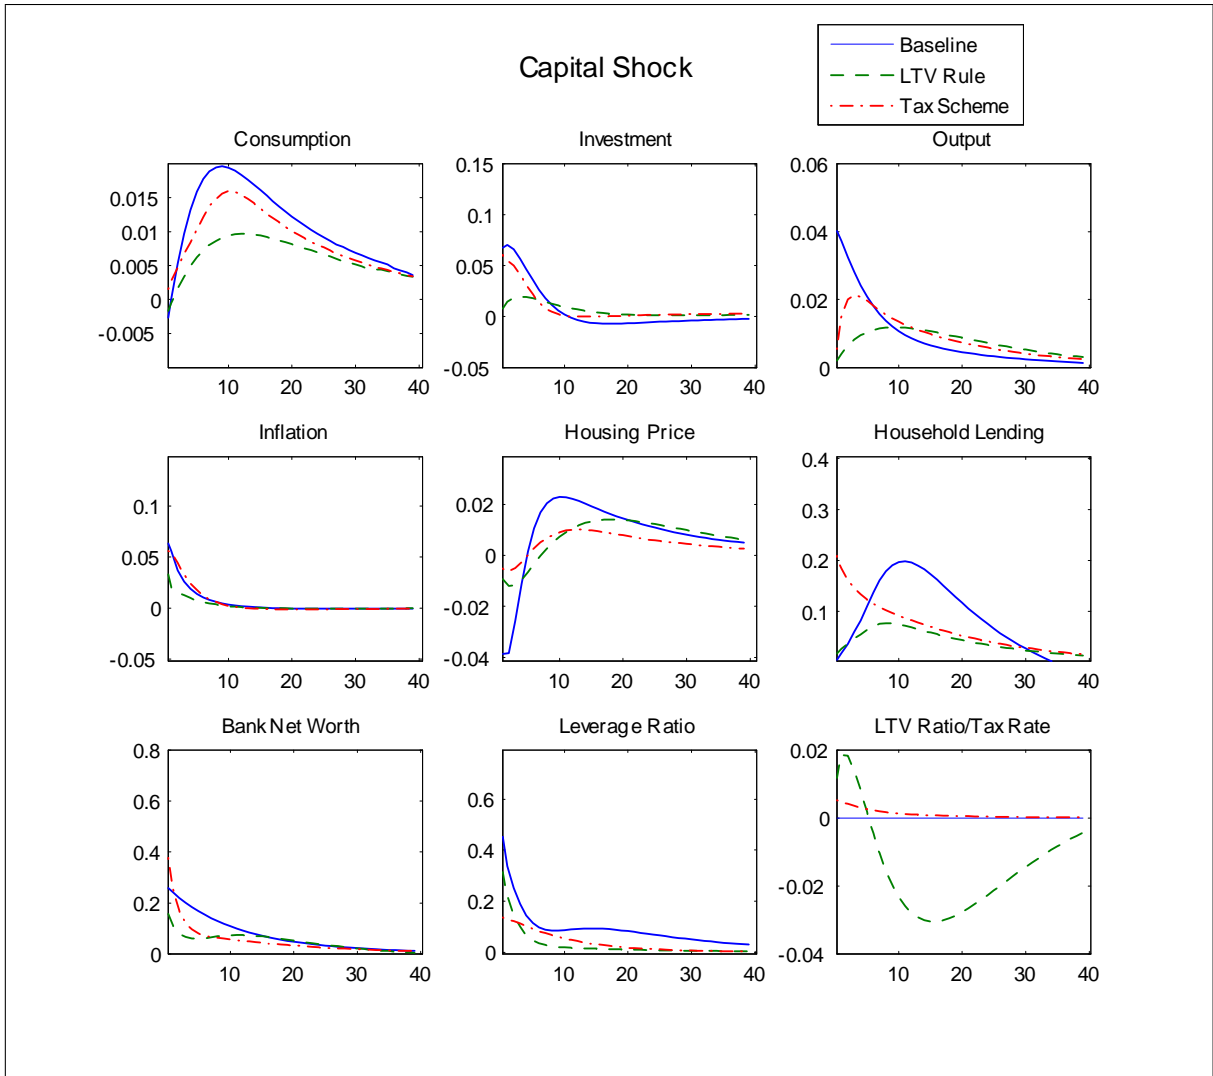 Capital Shock
Baseline
LTV Rule
Tax Scheme
Consumption
0.015
0.01
0.005
0
-0.005
10 20 30 40
Investment
0.15
0.1
0.05
0
-0.05
10 20 30 40
Output
0.06
0.04
0.02
0
10 20 30 40
Inflation
0.1
0.05
0
-0.05
10 20 30 40
Housing Price
0.02
0
-0.02
-0.04
10 20 30 40
Household Lending
0.4
0.3
0.2
0.1
10 20 30 40
Bank Net Worth
0.8
0.6
0.4
0.2
0
10 20 30 40
Leverage Ratio
0.6
0.4
0.2
0
10 20 30 40
LTV Ratio/Tax Rate
0.02
0
-0.02
-0.04
10 20 30 40